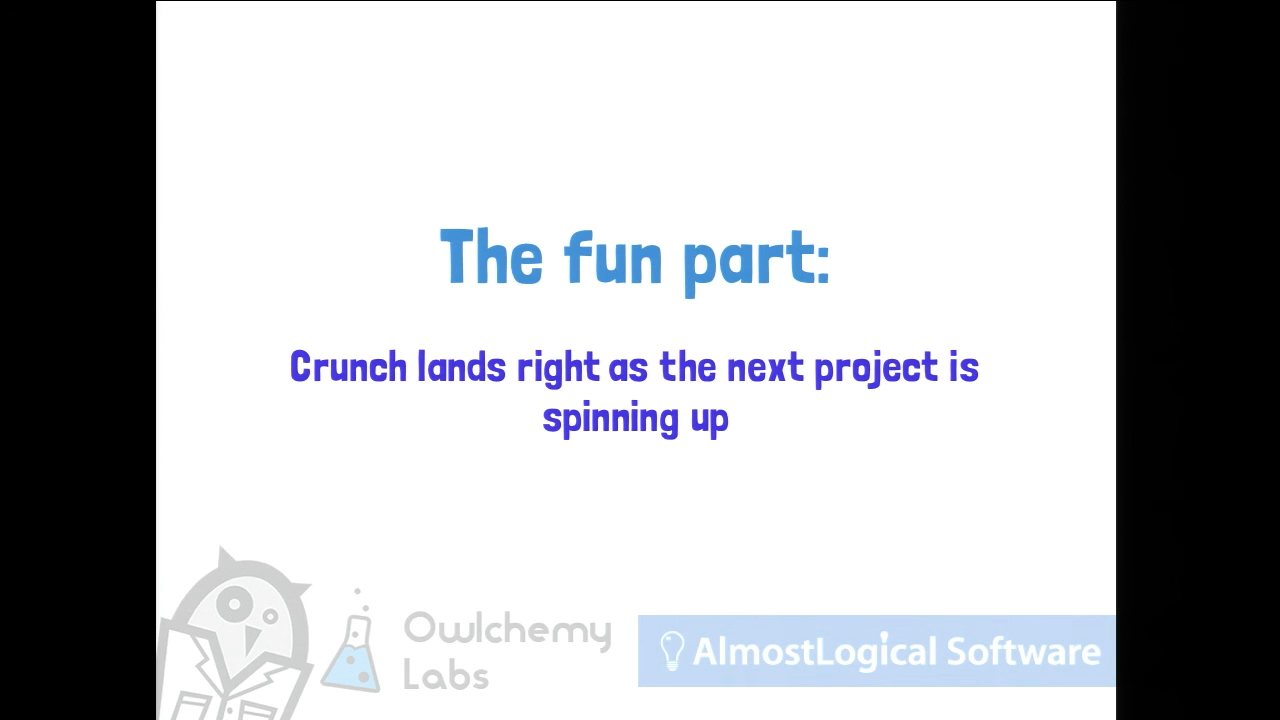 The fun part:
Crunch lands right as the next project is
spinning up
Owlchemy
Labs
AlmostLogical Software